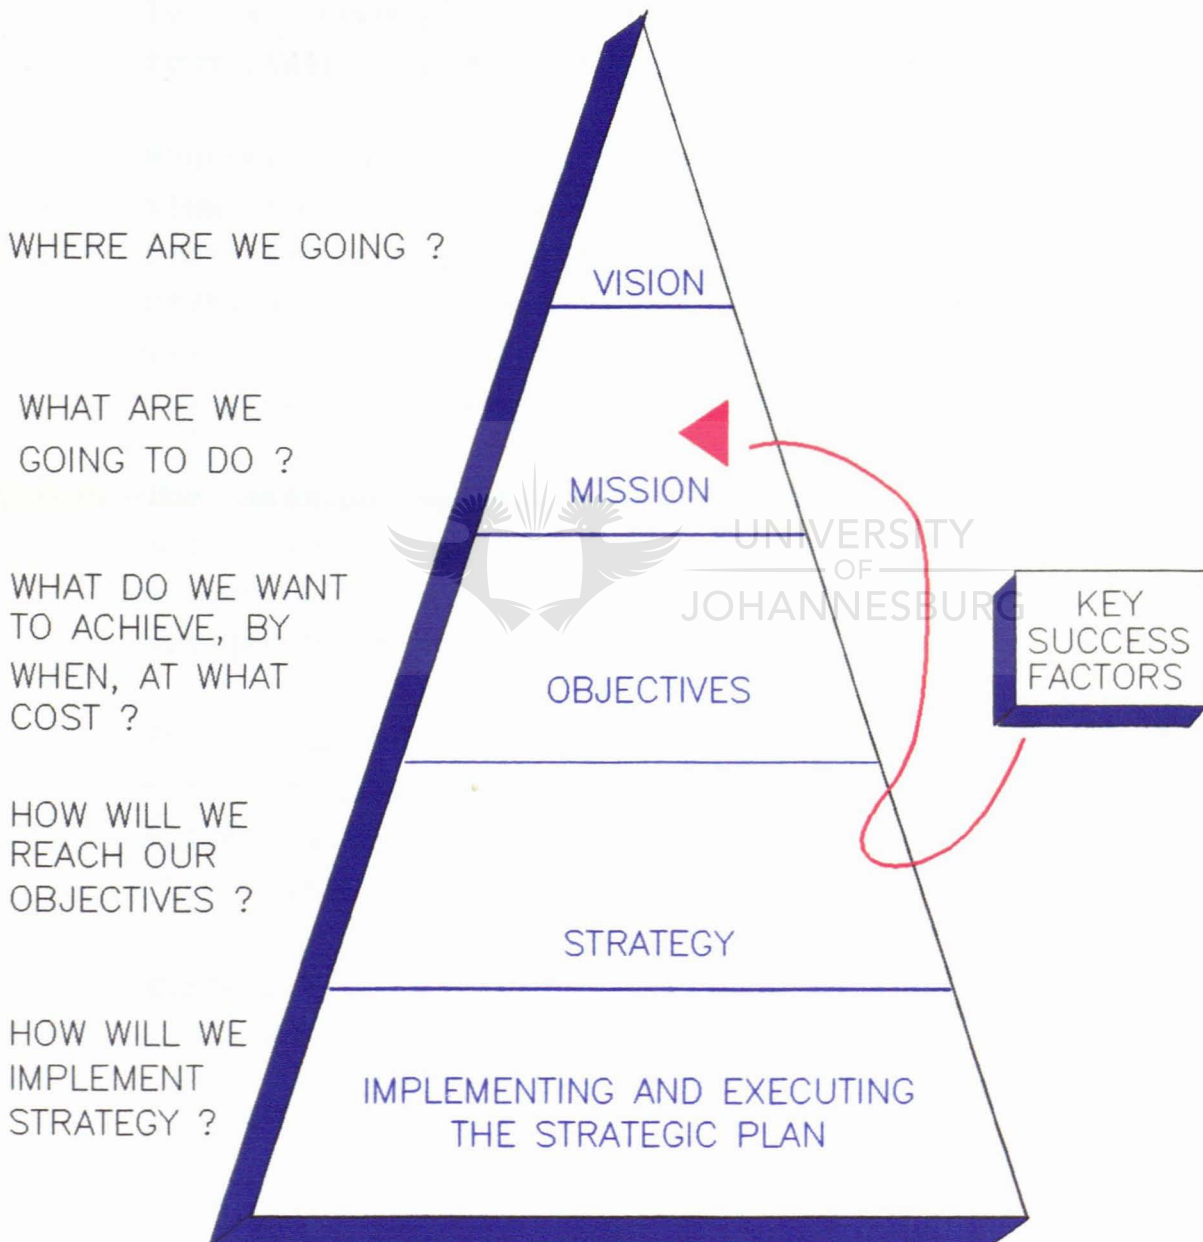 WHERE ARE WE GOING ?
VISION
WHAT ARE WE
GOING TO DO ?
MISSION
UNIVERSITY
OF
JOHANNESBURG
WHAT DO WE WANT
TO ACHIEVE, BY
WHEN, AT WHAT
COST ?
OBJECTIVES
KEY
SUCCESS
FACTORS
HOW WILL WE
REACH OUR
OBJECTIVES ?
STRATEGY
HOW WILL WE
IMPLEMENT
STRATEGY ?
IMPLEMENTING AND EXECUTING
THE STRATEGIC PLAN